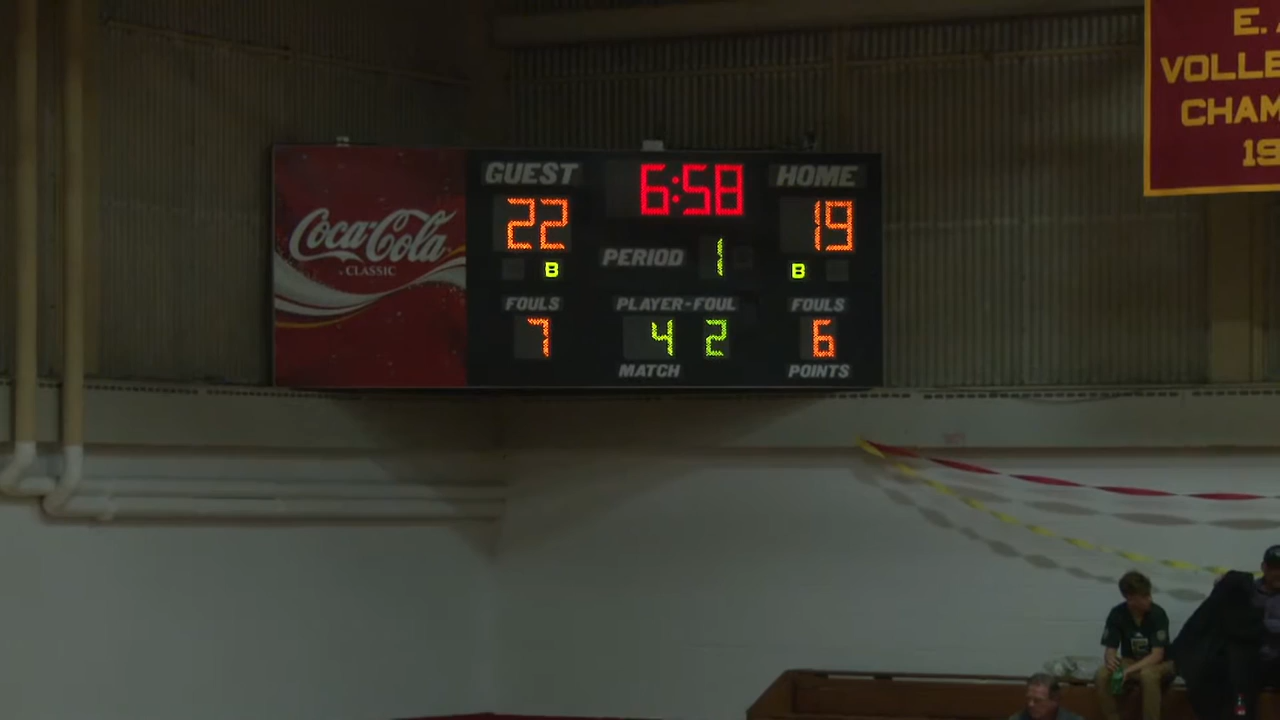 Coca-Cola
CLASSIC
GUEST 6:58 HOME
22 19
PERIOD 1
B B
FOULS PLAYER-FOUL FOULS
7 4 2 6
MATCH POINTS
E.
VOLLE
CHAM
19